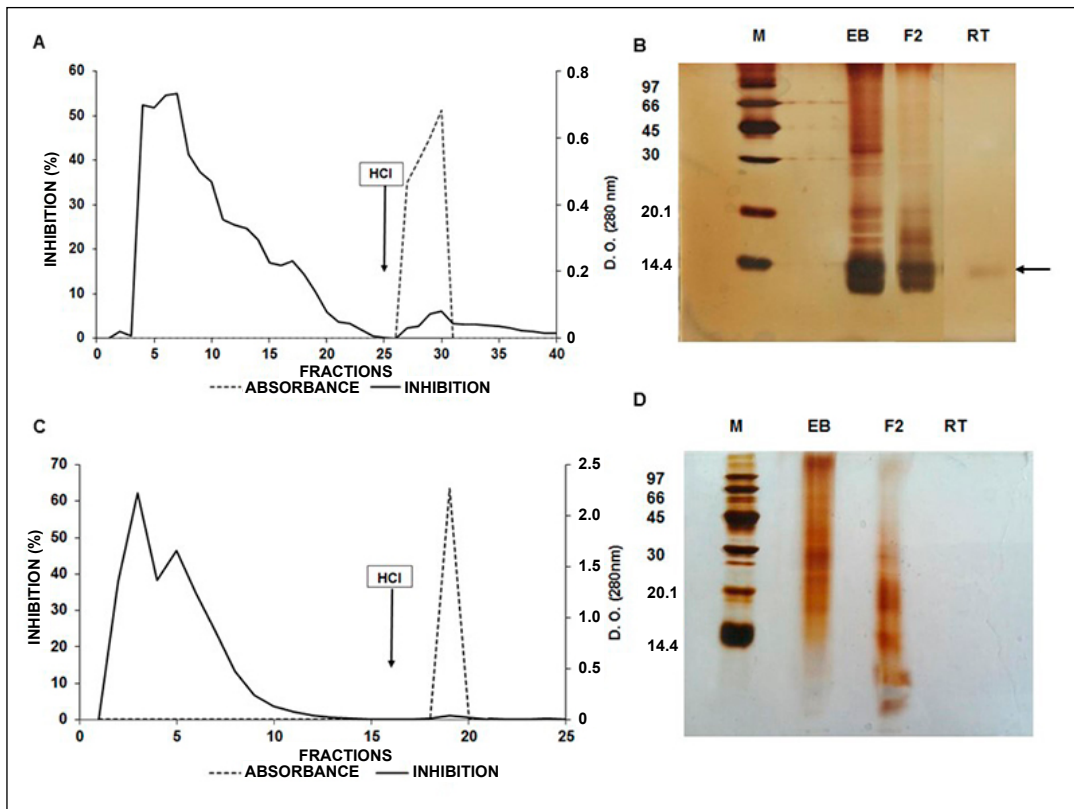 A
INHIBITION (%)
60
50
40
30
20
10
0
0 5 10 15 20 25 30 35 40
HCl
0.8
0.6
0.4
0.2
0
D. O. (280 nm)
FRACTIONS
ABSORBANCE INHIBITION
B
M EB F2 RT
97
66
45
30
20.1
14.4
C
INHIBITION (%)
70
60
50
40
30
20
10
0
0 5 10 15 20 25
HCl
2.5
2.0
1.5
1.0
0.5
0
D. O. (280nm)
FRACTIONS
ABSORBANCE INHIBITION
D
M EB F2 RT
97
66
45
30
20.1
14.4